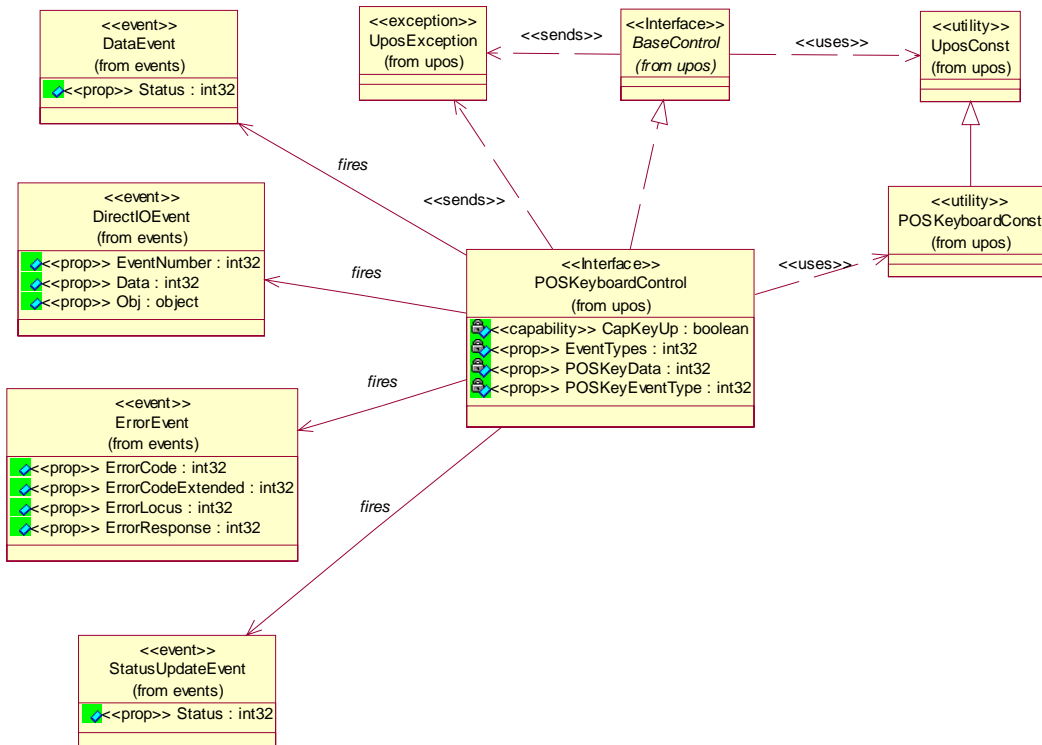 <<event>>
DataEvent
(from events)
<<prop>> Status : int32
<<exception>>
UposException
(from upos)
<<sends>>
<<Interface>>
BaseControl
(from upos)
<<uses>>
<<utility>>
UposConst
(from upos)
fires
<<sends>>
<<event>>
DirectIOEvent
(from events)
<<prop>> EventNumber : int32
<<prop>> Data : int32
<<prop>> Obj : object
fires
<<utility>>
POSKeyboardConst
(from upos)
<<uses>>
<<Interface>>
POSKeyboardControl
(from upos)
<<capability>> CapKeyUp : boolean
<<prop>> EventTypes : int32
<<prop>> POSKeyData : int32
<<prop>> POSKeyEventType : int32
fires
<<event>>
ErrorEvent
(from events)
<<prop>> ErrorCode : int32
<<prop>> ErrorCodeExtended : int32
<<prop>> ErrorLocus : int32
<<prop>> ErrorResponse : int32
fires
<<event>>
StatusUpdateEvent
(from events)
<<prop>> Status : int32